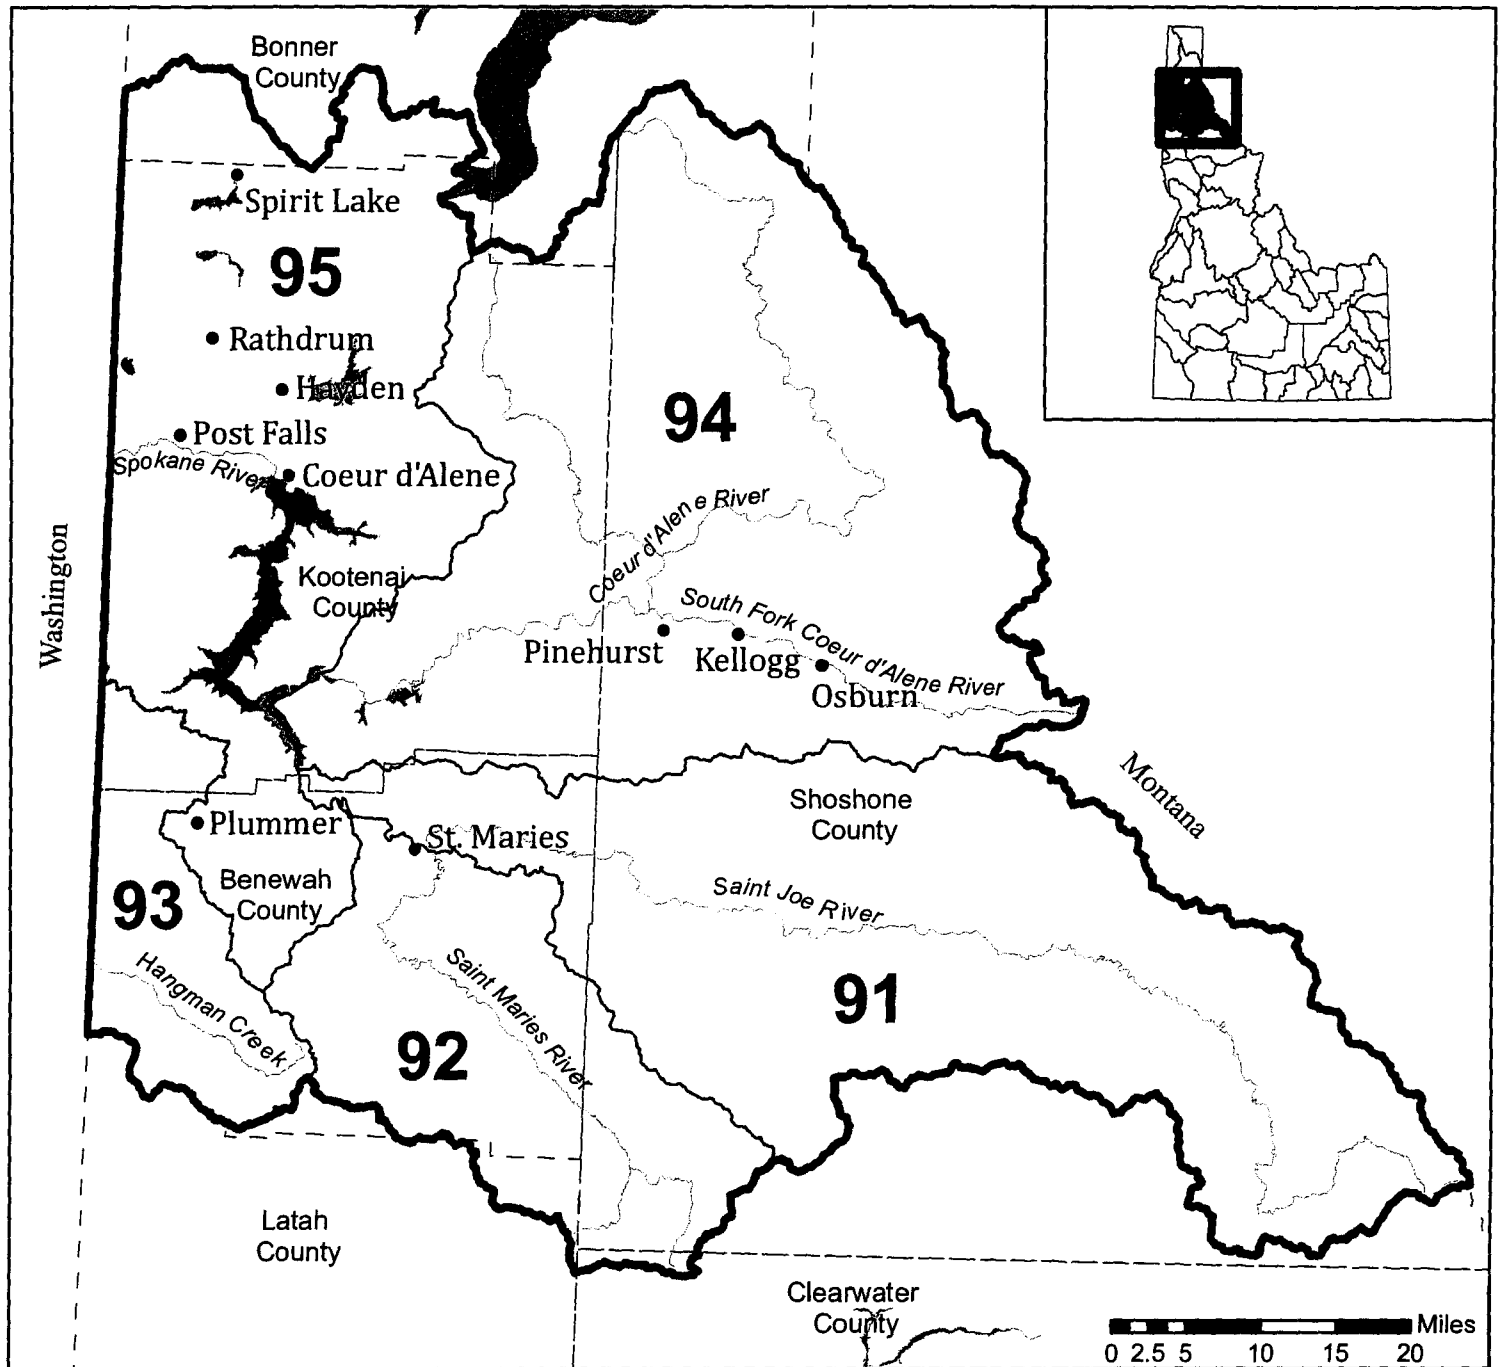 Bonner
County
Spirit Lake
95
Rathdrum
Hayden
94
Post Falls
Spokane River
Coeur d'Alene
Coeur d'Alene River
Washington
Kootenai
County
South Fork Coeur d'Alene River
Pinehurst
Kellogg
Osburn
Montana
Shoshone
County
Plummer
St. Maries
Benewah
County
93
Saint Joe River
Hangman Creek
Saint Maries River
91
92
Latah
County
Clearwater
County
Miles
0 2.5 5 10 15 20